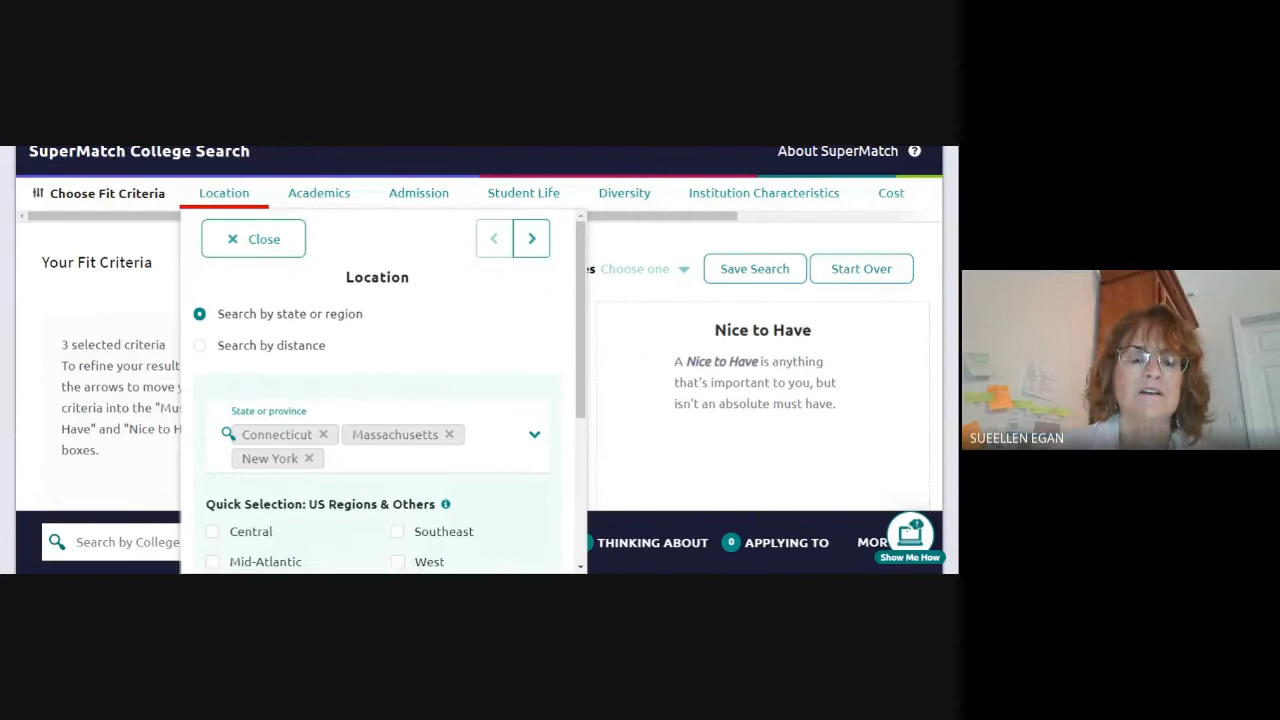 SuperMatch College Search
About SuperMatch ?
Choose Fit Criteria
Location
Academics
Admission
Student Life
Diversity
Institution Characteristics
Cost
Close
Your Fit Criteria
Choose one
Save Search
Start Over
Location
Search by state or region
Search by distance
3 selected criteria
To refine your result
the arrows to move
criteria into the "Mus
Have" and "Nice to H
boxes.
Nice to Have
A Nice to Have is anything
that's important to you, but
isn't an absolute must have.
State or province
Connecticut
Massachusetts
New York
Quick Selection: US Regions & Others
Central
Southeast
Mid-Atlantic
West
Search by College
THINKING ABOUT
0 APPLYING TO
MOR
Show Me How
SUEELLEN EGAN